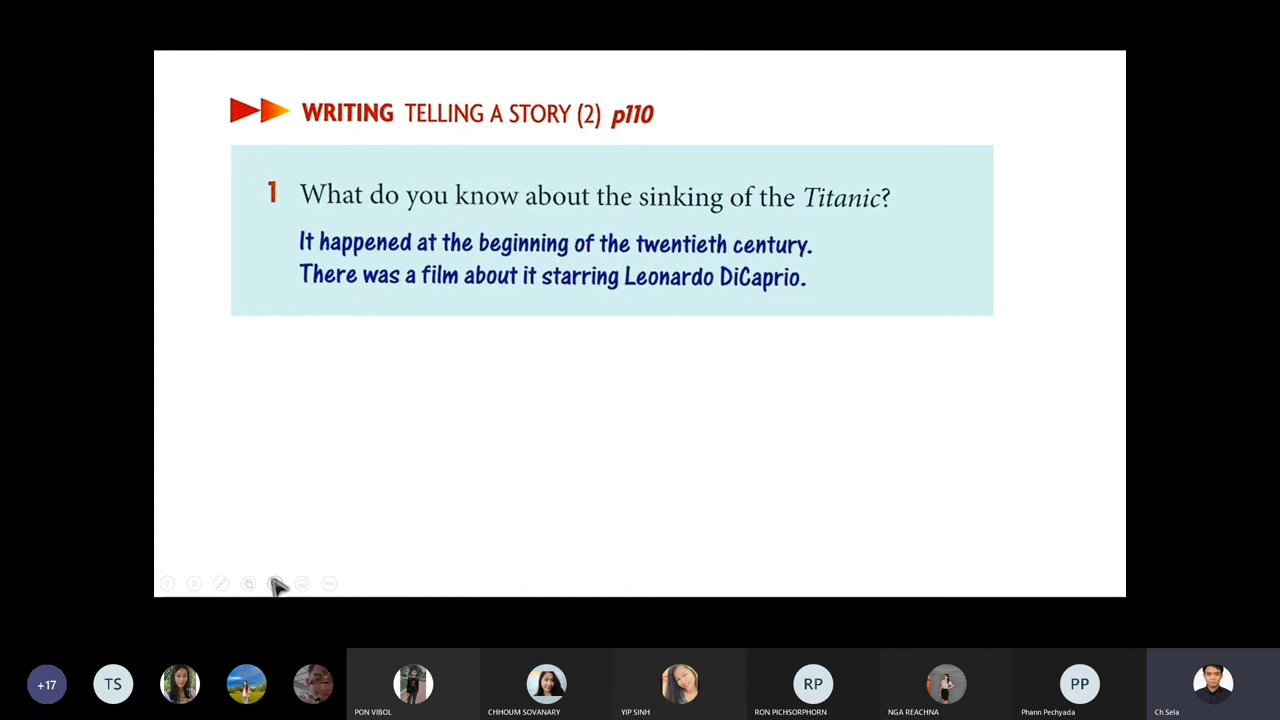 WRITING TELLING A STORY (2) p110
1 What do you know about the sinking of the Titanic?
It happened at the beginning of the twentieth century.
There was a film about it starring Leonardo DiCaprio.
+17
TS
RP
PP
PON VIBOL
CHHOUM SOVANARY
YIP SINH
RON PICHSORPHORN
NGA REACHNA
Phann Pechyada
Ch Sela